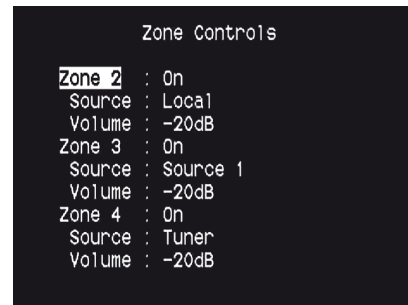 Zone Controls
Zone 2 : On
Source : Local
Volume : -20dB
Zone 3 : On
Source : Source 1
Volume : -20dB
Zone 4 : On
Source : Tuner
Volume : -20dB